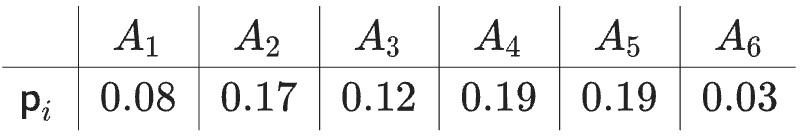 A₁ A₂ A₃ A₄ A₅ A₆
pᵢ 0.08 0.17 0.12 0.19 0.19 0.03